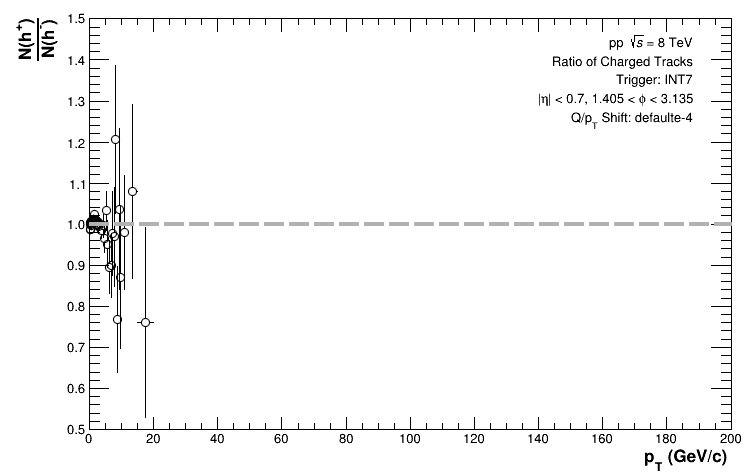 N(h⁺)
N(h⁻)
pp √s = 8 TeV
Ratio of Charged Tracks
Trigger: INT7
|η| < 0.7, 1.405 < ϕ < 3.135
Q/p_T Shift: defaulte-4
1.5
1.4
1.3
1.2
1.1
1.0
0.9
0.8
0.7
0.6
0.5
0 20 40 60 80 100 120 140 160 180 200
p_T (GeV/c)